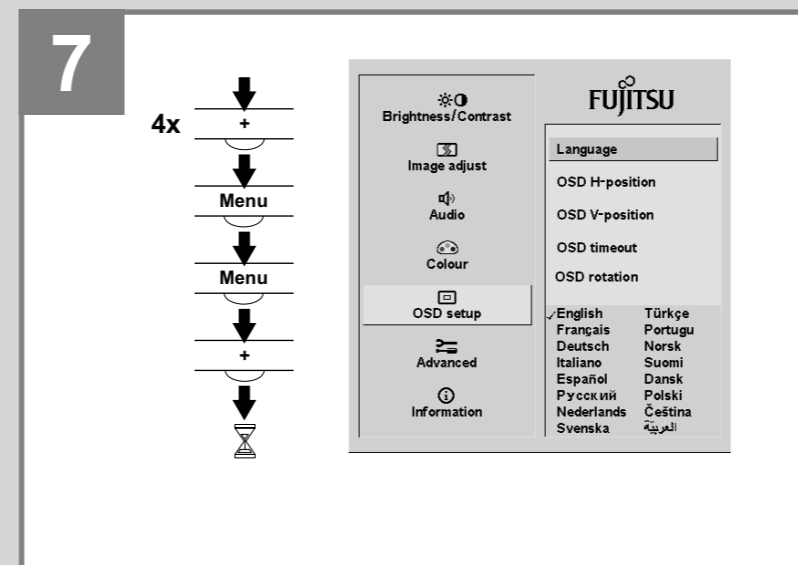 7
4x
+
Menu
Menu
+
Brightness/Contrast
Image adjust
Audio
Colour
OSD setup
Advanced
Information
FUJITSU
Language
OSD H-position
OSD V-position
OSD timeout
OSD rotation
✓English Türkçe
Français Portugu
Deutsch Norsk
Italiano Suomi
Español Dansk
Русский Polski
Nederlands Čeština
Svenska العربيّة